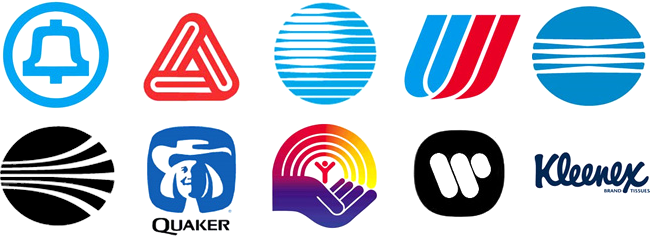 QUAKER
Kleenex
BRAND TISSUES